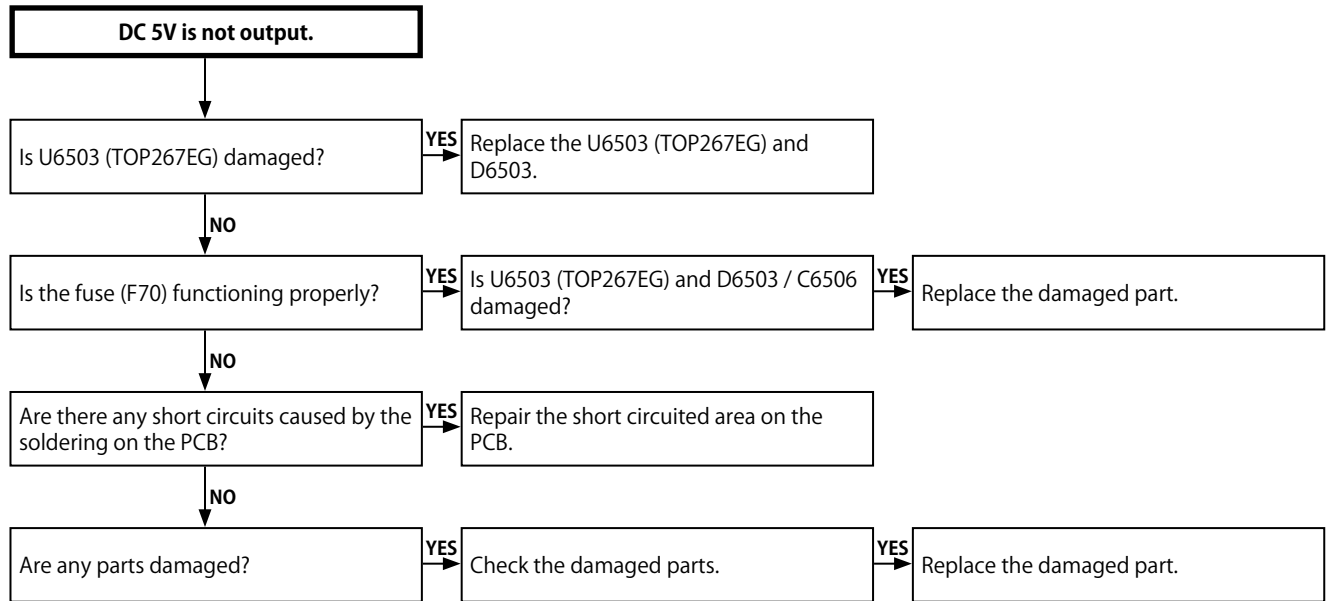 DC 5V is not output.
Is U6503 (TOP267EG) damaged?
YES
Replace the U6503 (TOP267EG) and
D6503.
NO
Is the fuse (F70) functioning properly?
YES
Is U6503 (TOP267EG) and D6503 / C6506
damaged?
YES
Replace the damaged part.
NO
Are there any short circuits caused by the
soldering on the PCB?
YES
Repair the short circuited area on the
PCB.
NO
Are any parts damaged?
YES
Check the damaged parts.
YES
Replace the damaged part.